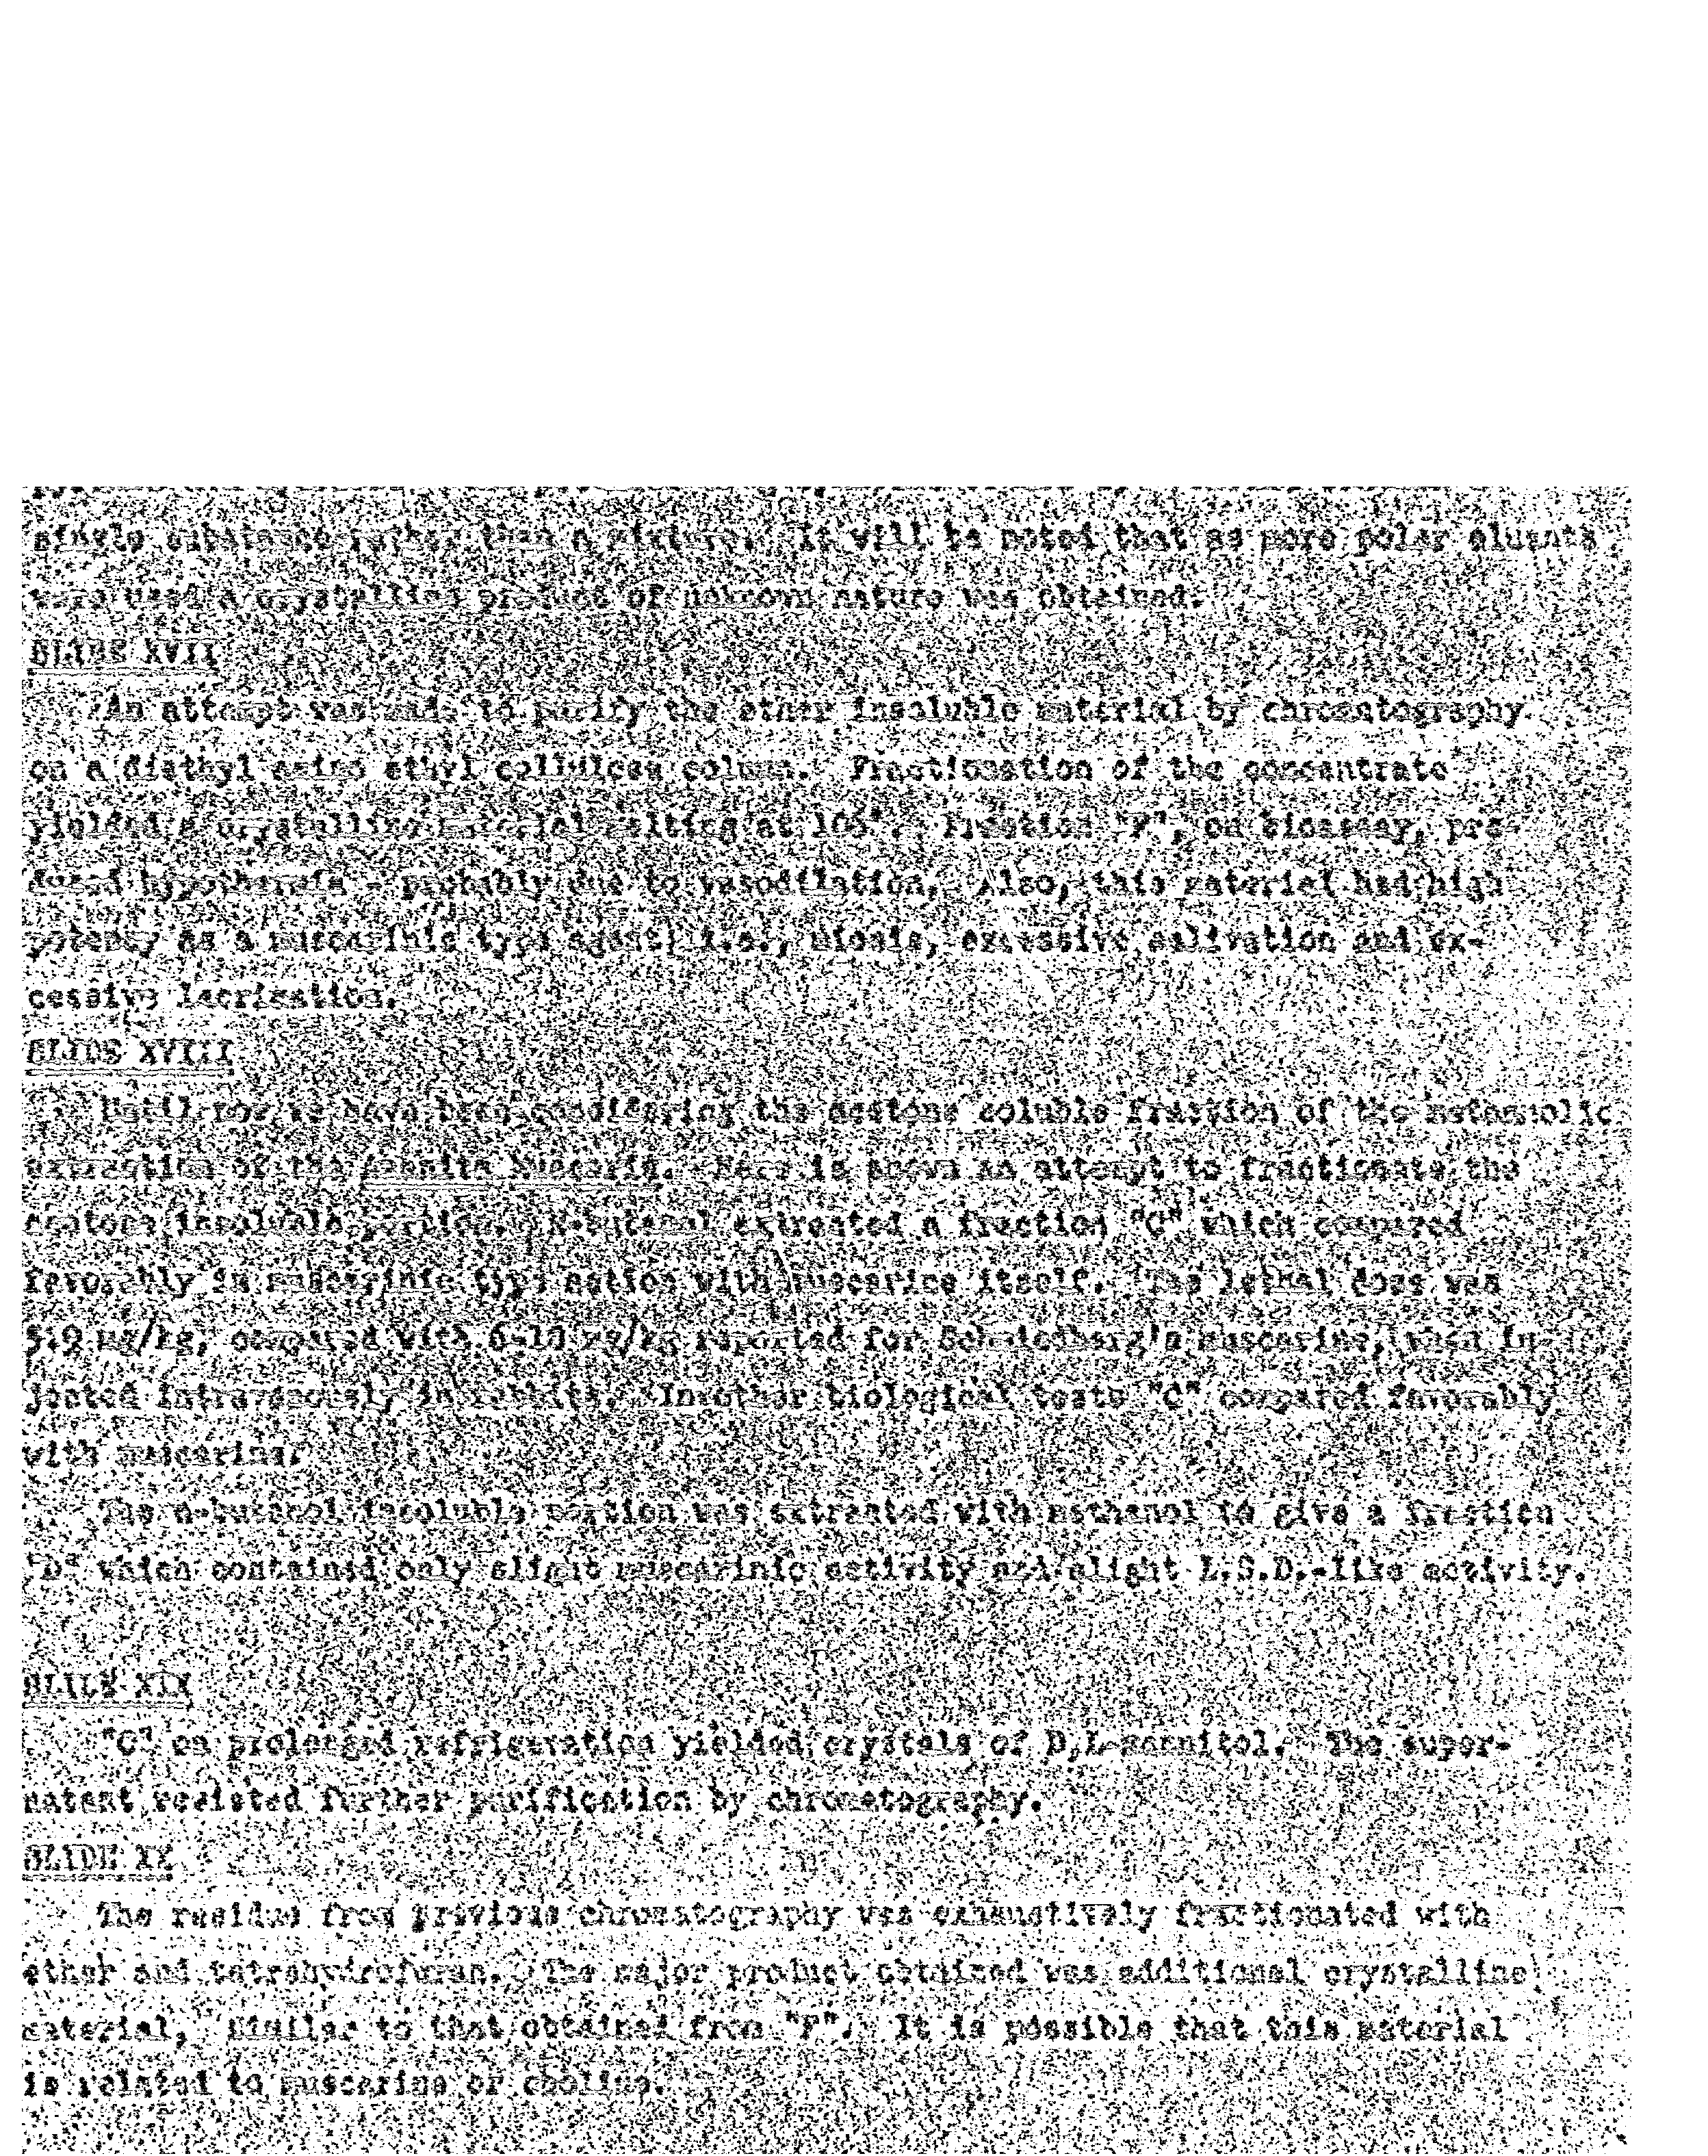 single substance rather than a mixture. It will be noted that as more polar eluents
were used a crystalline product of unknown nature was obtained.
SLIDE XVII
An attempt was made to purify the ether insoluble material by chromatography
on a diethyl amino ethyl cellulose column. Fractionation of the concentrate
yielded a crystalline material melting at Fraction "F", on bioassay, pro-
duced hypothermia - probably due to vasodilation. Also, this material had high
potency as a muscarinic type agent; i.e., miosis, excessive salivation and ex-
cessive lacrimation.
SLIDE XVIII
Until now we have been considering the acetone soluble fraction of the
extraction of the Amanita Muscaria. Here is shown an attempt to fractionate the
acetone insoluble portion. N-butanol extracted a fraction "C" which compared
favorably in muscarinic type action with muscarine itself. The lethal dose was
5.9 mg/kg, compared with 6-10 mg/kg reported for Schmiedberg's muscarine, when in-
jected intravenously in rabbits. In other biological tests "C" compared favorably
with muscarine.
The n-butanol insoluble portion was extracted with methanol to give a fraction
"D" which contained only slight muscarinic activity and slight L.S.D.-like activity.
SLIDE XIX
"C" on prolonged refrigeration yielded crystals of D,L-mannitol. The super-
natent resisted further purification by chromatography.
SLIDE XX
The residue from previous chromatography was exhaustively fractionated with
ether and tetrahydrofuran. The major product obtained was additional crystalline
material, similar to that obtained from "F". It is possible that this material
is related to muscarine or choline.